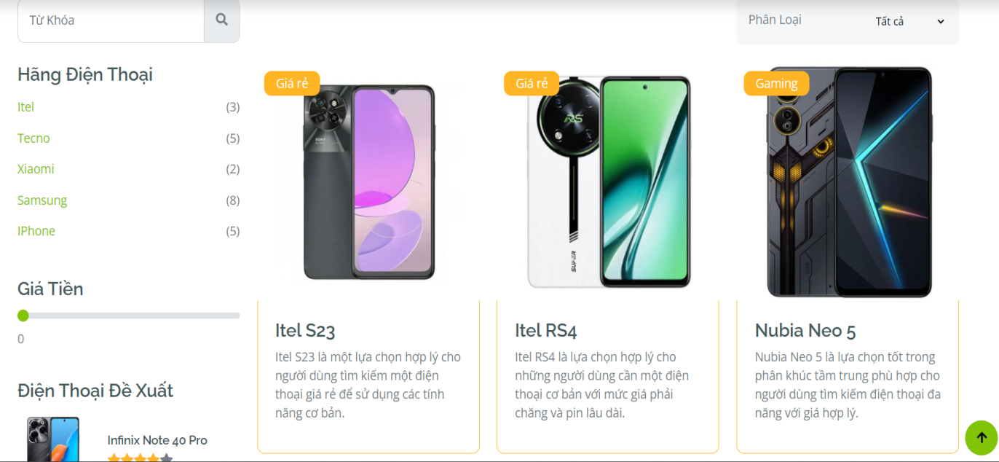 Từ Khóa
Phân Loại
Tất cả
Hãng Điện Thoại
Itel
(3)
Tecno
(5)
Xiaomi
(2)
Samsung
(8)
IPhone
(5)
Giá Tiền
0
Điện Thoại Đề Xuất
Infinix Note 40 Pro
Giá rẻ
Itel S23
Itel S23 là một lựa chọn hợp lý cho
người dùng tìm kiếm một điện
thoại giá rẻ để sử dụng các tính
năng cơ bản.
Giá rẻ
RS
SUPER
Itel RS4
Itel RS4 là lựa chọn hợp lý cho
những người dùng cần một điện
thoại cơ bản với mức giá phải
chăng và pin lâu dài.
Gaming
Nubia Neo 5
Nubia Neo 5 là lựa chọn tốt trong
phân khúc tầm trung phù hợp cho
người dùng tìm kiếm điện thoại đa
năng với giá hợp lý.